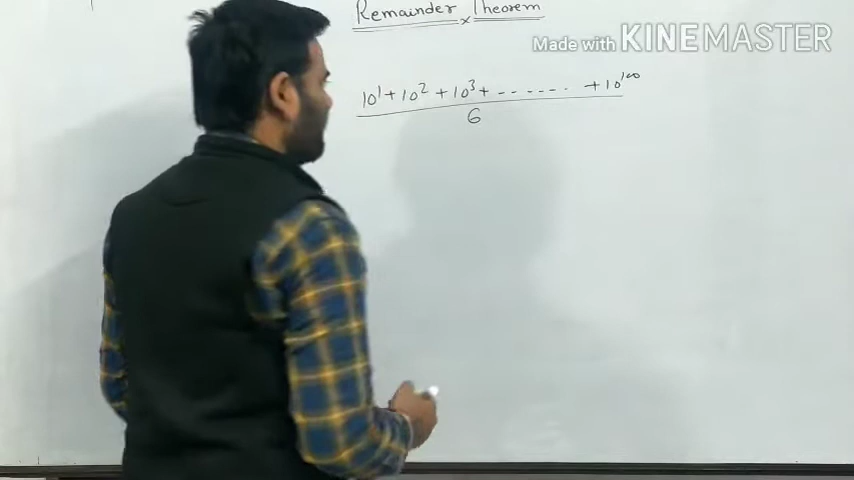 Remainder Theorem
x
Made with KINEMASTER
10¹ + 10² + 10³ + - - - . . . . + 10¹⁰⁰
6